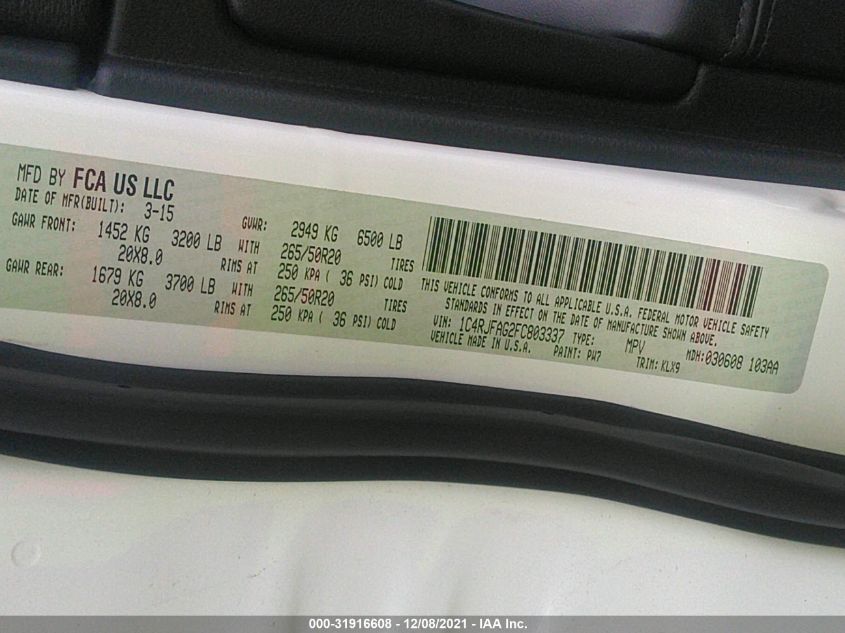 MFD BY FCA US LLC
DATE OF MFR(BUILT): 3-15 GVWR: 2949 KG 6500 LB
GAWR FRONT: 1452 KG 3200 LB WITH 265/50R20 TIRES
20X8.0 RIMS AT 250 KPA ( 36 PSI) COLD
GAWR REAR: 1679 KG 3700 LB WITH 265/50R20 TIRES
20X8.0 RIMS AT 250 KPA ( 36 PSI) COLD
THIS VEHICLE CONFORMS TO ALL APPLICABLE U.S.A. FEDERAL MOTOR VEHICLE SAFETY
STANDARDS IN EFFECT ON THE DATE OF MANUFACTURE SHOWN ABOVE.
VIN: 1C4RJFAG2FC803337 TYPE: MPV MDH:030608 103AA
VEHICLE MADE IN U.S.A. PAINT: PW7 TRIM: KLX9
000-31916608 - 12/08/2021 - IAA Inc.